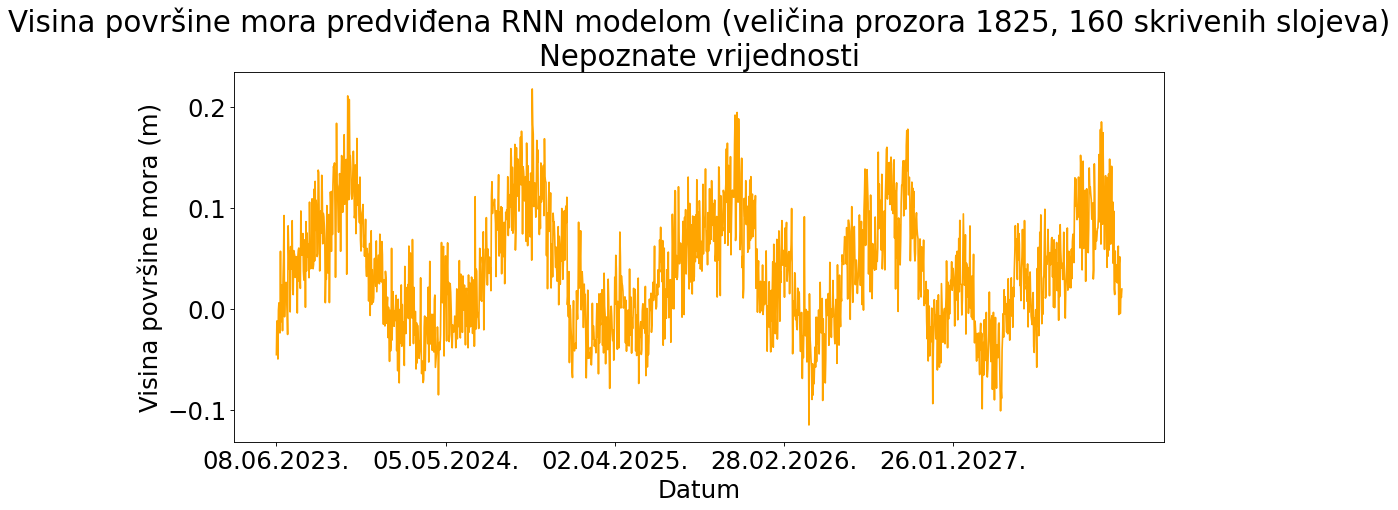 Visina površine mora predviđena RNN modelom (veličina prozora 1825, 160 skrivenih slojeva)
Nepoznate vrijednosti
Visina površine mora (m)
0.2
0.1
0.0
−0.1
08.06.2023. 05.05.2024. 02.04.2025. 28.02.2026. 26.01.2027.
Datum